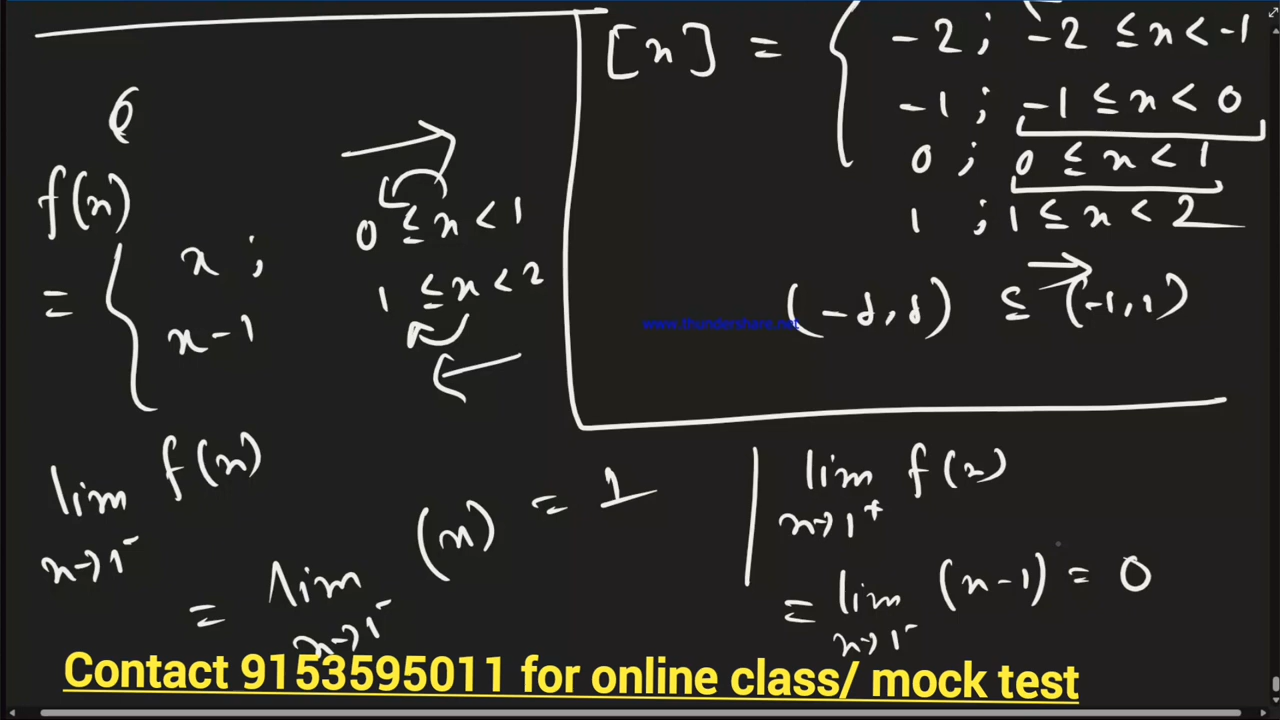 [x] = { -2 ; -2 ≤ x < -1
-1 ; -1 ≤ x < 0
0 ; 0 ≤ x < 1
1 ; 1 ≤ x < 2
(-δ, δ) ⊆ (-1, 1)
www.thundershare.net
f(x)
= { x ; 0 ≤ x < 1
x-1 1 ≤ x < 2
lim x→1⁻ f(x)
= lim x→1⁻ (x) = 1
lim x→1⁺ f(x)
= lim x→1⁻ (x-1) = 0
Contact 9153595011 for online class/ mock test